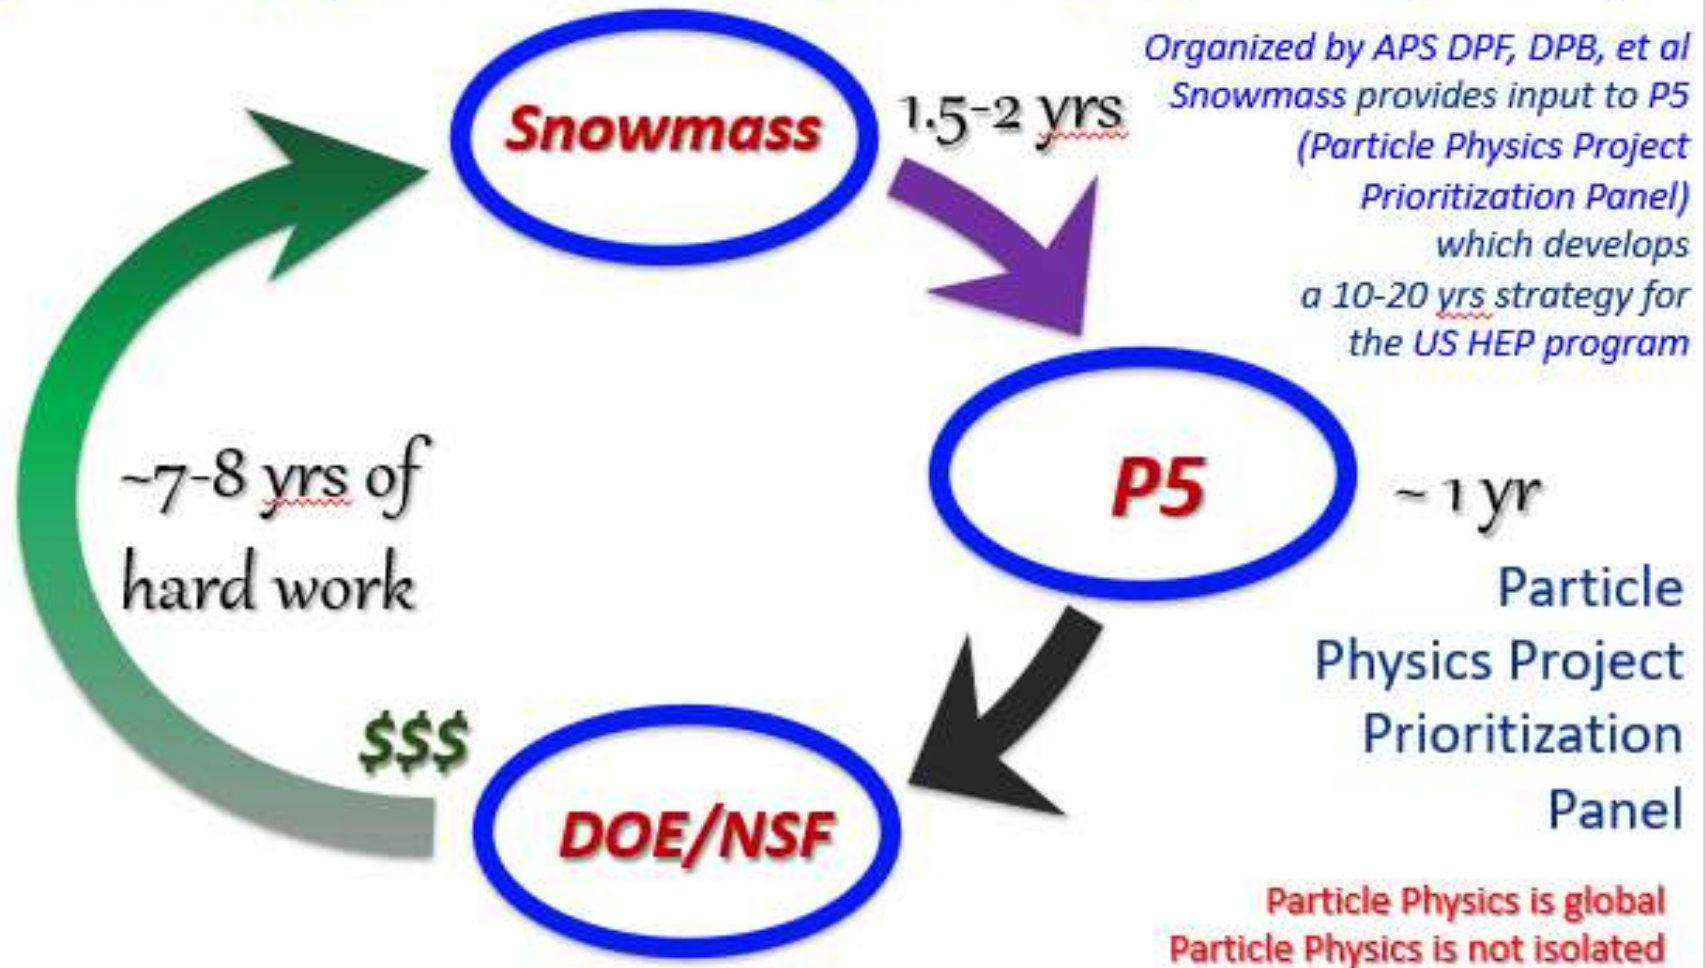 Organized by APS DPF, DPB, et al
Snowmass
1.5-2 yrs
Snowmass provides input to P5
(Particle Physics Project
Prioritization Panel)
which develops
a 10-20 yrs strategy for
the US HEP program
~7-8 yrs of
hard work
P5
~ 1 yr
Particle
Physics Project
Prioritization
Panel
$$$
DOE/NSF
Particle Physics is global
Particle Physics is not isolated